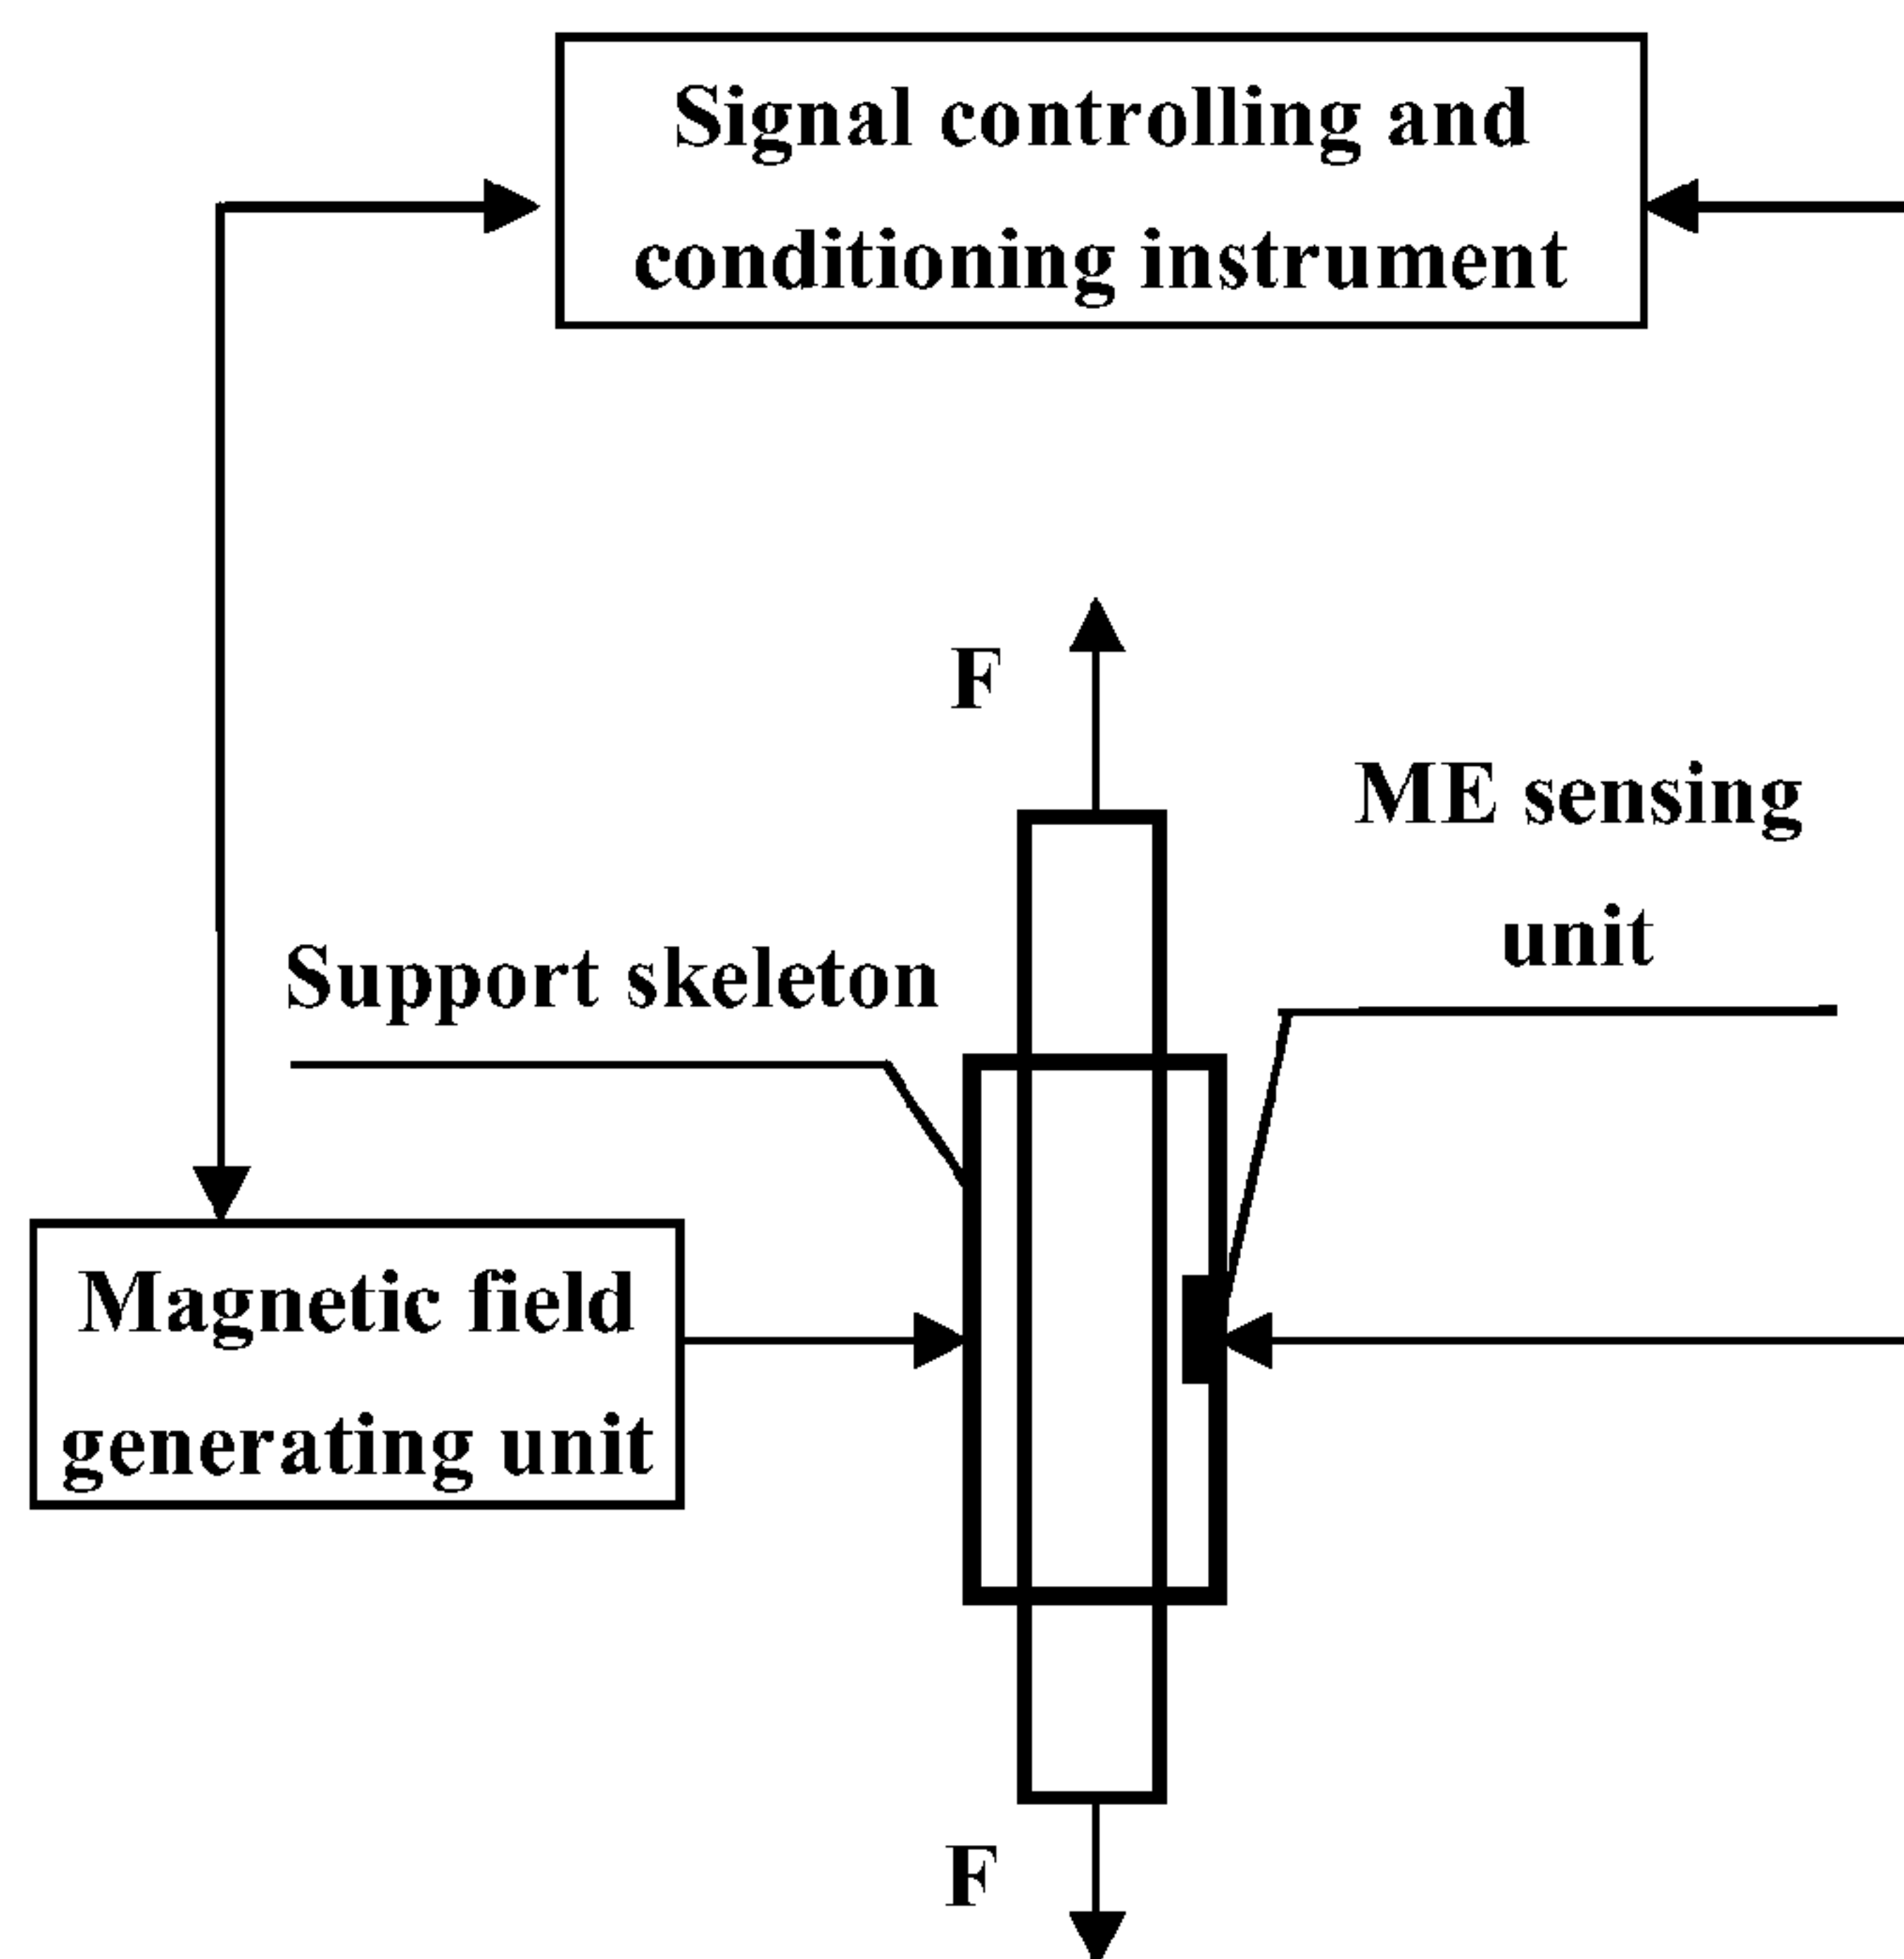 Signal controlling and
conditioning instrument
F
ME sensing
unit
Support skeleton
Magnetic field
generating unit
F